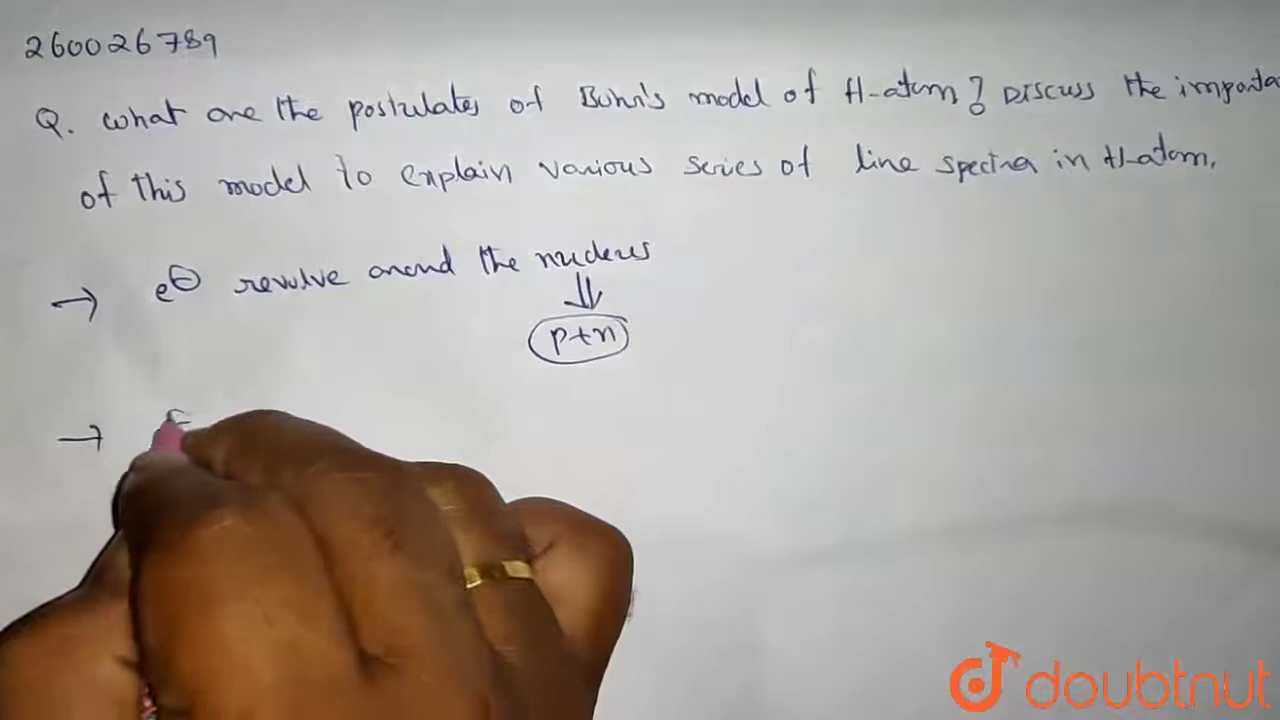 260026789
Q. What are the postulates of Bohr's model of H-atom? Discuss the importa
of this model to explain various series of line spectra in H-atom.
→ e⊖ revolve around the nucleus
⇓
p+n
→
doubtnut